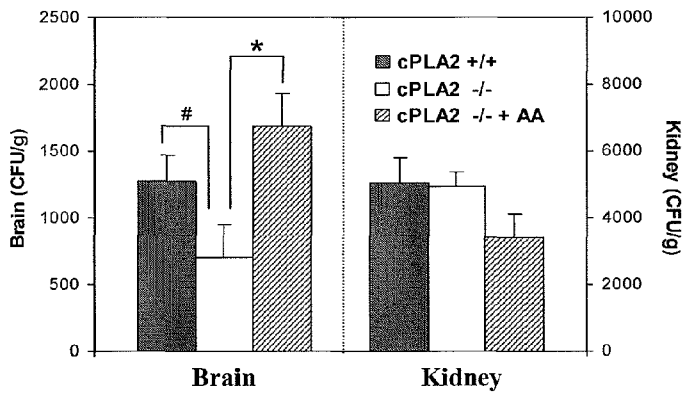 2500
2000
1500
1000
500
0
Brain (CFU/g)
#
*
cPLA2 +/+
cPLA2 -/-
cPLA2 -/- + AA
10000
8000
6000
4000
2000
0
Kidney (CFU/g)
Brain
Kidney